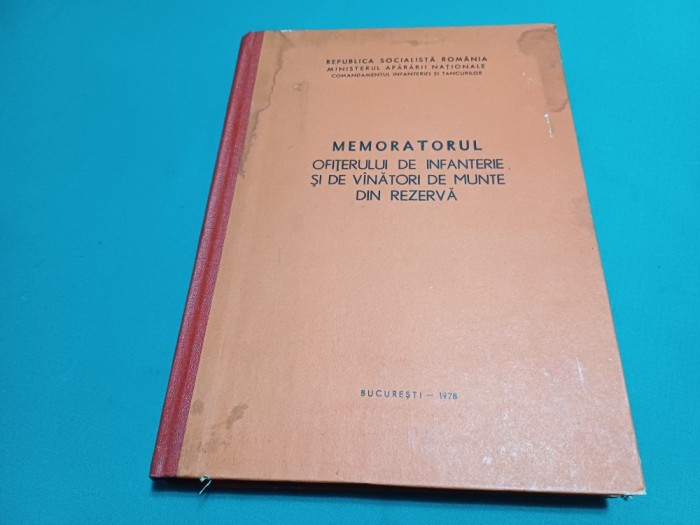 REPUBLICA SOCIALISTĂ ROMÂNIA
MINISTERUL APĂRĂRII NAȚIONALE
COMANDAMENTUL INFANTERIEI ȘI TANCURILOR
MEMORATORUL
OFIȚERULUI DE INFANTERIE
ȘI DE VÎNĂTORI DE MUNTE
DIN REZERVĂ
BUCUREȘTI — 1978